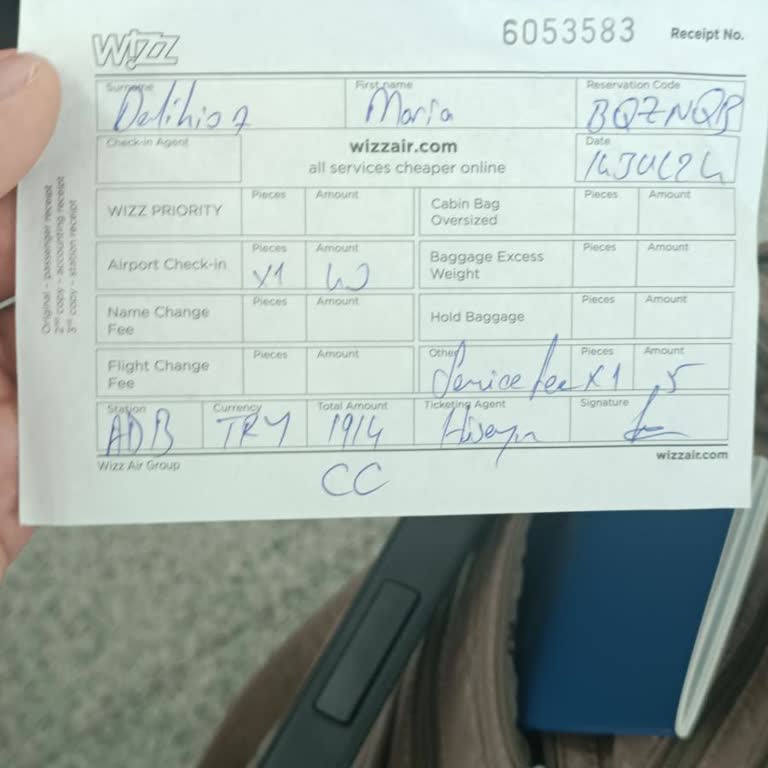 WIZZ 6053583 Receipt No.
Surname First name Reservation Code
Maria BQZNQB
Check-in Agent wizzair.com Date
all services cheaper online 14JUL24
Pieces Amount Pieces Amount
WIZZ PRIORITY Cabin Bag Oversized
Pieces Amount Pieces Amount
Airport Check-in X1 40 Baggage Excess Weight
Pieces Amount Pieces Amount
Name Change Fee Hold Baggage
Pieces Amount Other Pieces Amount
Flight Change Fee Service fee X1 5
Station Currency Total Amount Ticketing Agent Signature
ADB TRY 1914
Wizz Air Group wizzair.com
CC
Original - passenger receipt
2nd copy - accounting receipt
3rd copy - station receipt